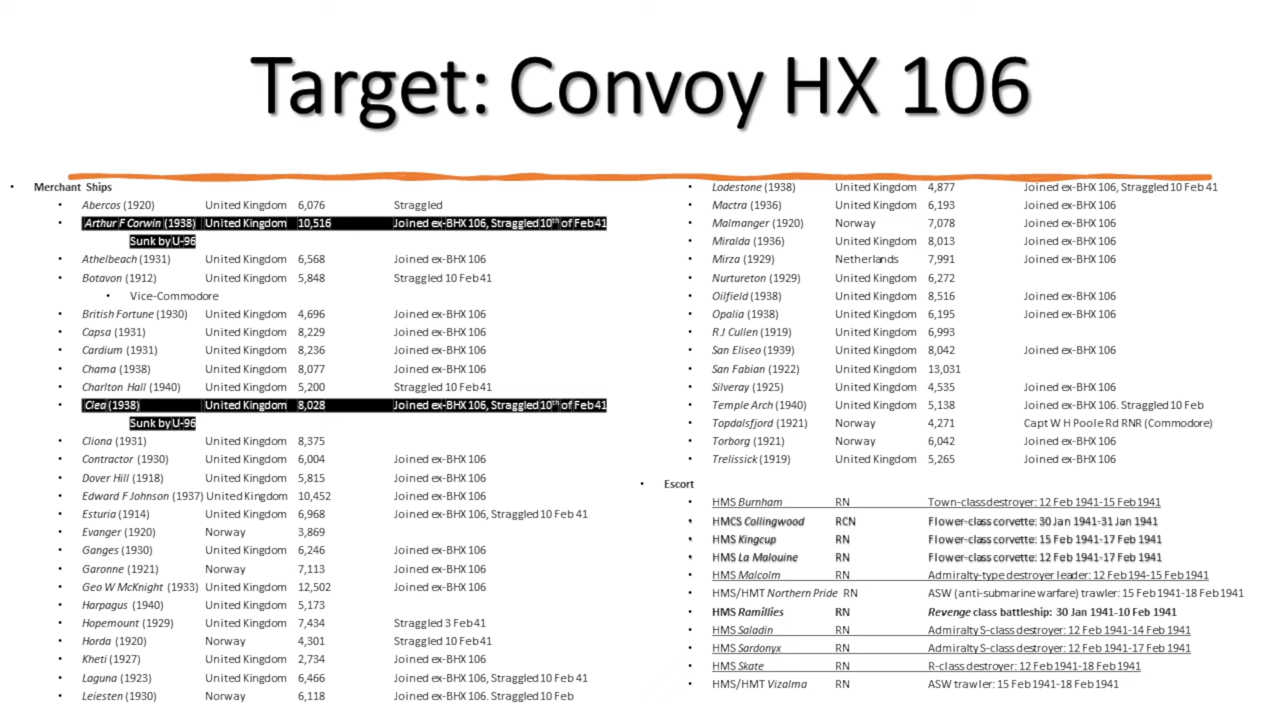 Target: Convoy HX 106
• Merchant Ships
• Abercos (1920) United Kingdom 6,076 Straggled
• Arthur F Corwin (1938) United Kingdom 10,516 Joined ex-BHX 106, Straggled 10th of Feb 41
Sunk by U-96
• Athelbeach (1931) United Kingdom 6,568 Joined ex-BHX 106
• Botavon (1912) United Kingdom 5,848 Straggled 10 Feb 41
• Vice-Commodore
• British Fortune (1930) United Kingdom 4,696 Joined ex-BHX 106
• Capsa (1931) United Kingdom 8,229 Joined ex-BHX 106
• Cardium (1931) United Kingdom 8,236 Joined ex-BHX 106
• Chama (1938) United Kingdom 8,077 Joined ex-BHX 106
• Charlton Hall (1940) United Kingdom 5,200 Straggled 10 Feb 41
• Clea (1938) United Kingdom 8,028 Joined ex-BHX 106, Straggled 10th of Feb 41
Sunk by U-96
• Cliona (1931) United Kingdom 8,375
• Contractor (1930) United Kingdom 6,004 Joined ex-BHX 106
• Dover Hill (1918) United Kingdom 5,815 Joined ex-BHX 106
• Edward F Johnson (1937) United Kingdom 10,452 Joined ex-BHX 106
• Esturia (1914) United Kingdom 6,968 Joined ex-BHX 106, Straggled 10 Feb 41
• Evanger (1920) Norway 3,869
• Ganges (1930) United Kingdom 6,246 Joined ex-BHX 106
• Garonne (1921) Norway 7,113 Joined ex-BHX 106
• Geo W McKnight (1933) United Kingdom 12,502 Joined ex-BHX 106
• Harpagus (1940) United Kingdom 5,173
• Hopemount (1929) United Kingdom 7,434 Straggled 3 Feb 41
• Horda (1920) Norway 4,301 Straggled 10 Feb 41
• Kheti (1927) United Kingdom 2,734 Joined ex-BHX 106
• Laguna (1923) United Kingdom 6,466 Joined ex-BHX 106, Straggled 10 Feb 41
• Leiesten (1930) Norway 6,118 Joined ex-BHX 106. Straggled 10 Feb
• Lodestone (1938) United Kingdom 4,877 Joined ex-BHX 106, Straggled 10 Feb 41
• Mactra (1936) United Kingdom 6,193 Joined ex-BHX 106
• Malmanger (1920) Norway 7,078 Joined ex-BHX 106
• Miralda (1936) United Kingdom 8,013 Joined ex-BHX 106
• Mirza (1929) Netherlands 7,991 Joined ex-BHX 106
• Nurtureton (1929) United Kingdom 6,272
• Oilfield (1938) United Kingdom 8,516 Joined ex-BHX 106
• Opalia (1938) United Kingdom 6,195 Joined ex-BHX 106
• R J Cullen (1919) United Kingdom 6,993
• San Eliseo (1939) United Kingdom 8,042 Joined ex-BHX 106
• San Fabian (1922) United Kingdom 13,031
• Silveray (1925) United Kingdom 4,535 Joined ex-BHX 106
• Temple Arch (1940) United Kingdom 5,138 Joined ex-BHX 106. Straggled 10 Feb
• Topdalsfjord (1921) Norway 4,271 Capt W H Poole Rd RNR (Commodore)
• Torborg (1921) Norway 6,042 Joined ex-BHX 106
• Trelissick (1919) United Kingdom 5,265 Joined ex-BHX 106
• Escort
• HMS Burnham RN Town-class destroyer: 12 Feb 1941-15 Feb 1941
• HMCS Collingwood RCN Flower-class corvette: 30 Jan 1941-31 Jan 1941
• HMS Kingcup RN Flower-class corvette: 15 Feb 1941-17 Feb 1941
• HMS La Malouine RN Flower-class corvette: 12 Feb 1941-17 Feb 1941
• HMS Malcolm RN Admiralty-type destroyer leader: 12 Feb 194-15 Feb 1941
• HMS/HMT Northern Pride RN ASW (anti-submarine warfare) trawler: 15 Feb 1941-18 Feb 1941
• HMS Ramillies RN Revenge class battleship: 30 Jan 1941-10 Feb 1941
• HMS Saladin RN Admiralty S-class destroyer: 12 Feb 1941-14 Feb 1941
• HMS Sardonyx RN Admiralty S-class destroyer: 12 Feb 1941-17 Feb 1941
• HMS Skate RN R-class destroyer: 12 Feb 1941-18 Feb 1941
• HMS/HMT Vizalma RN ASW trawler: 15 Feb 1941-18 Feb 1941